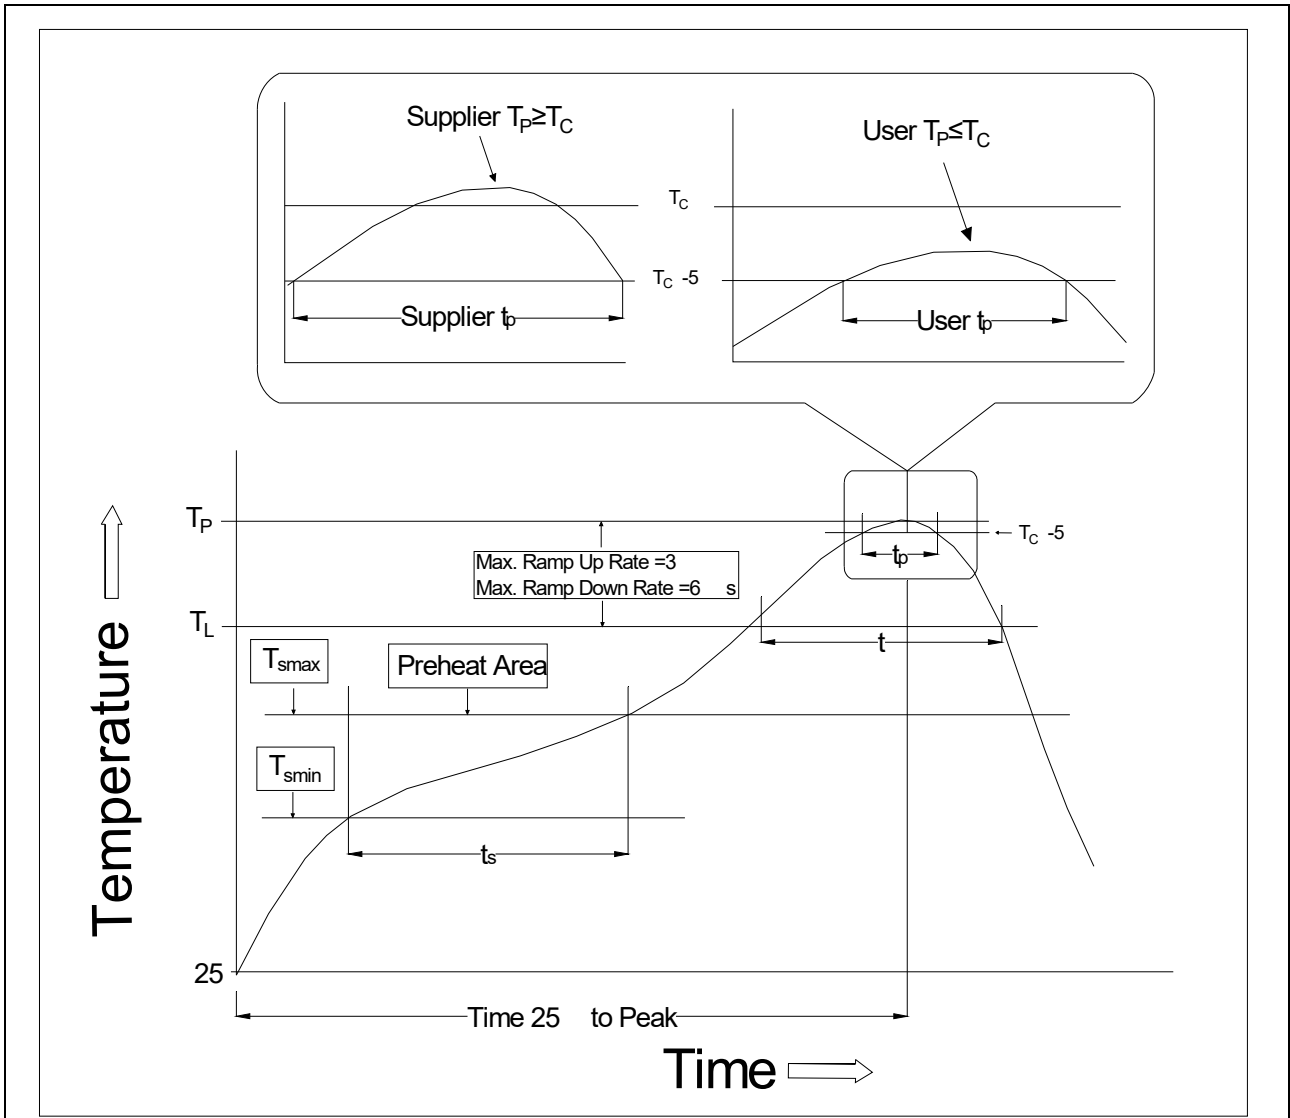 Supplier TP≥TC
User TP≤TC
TC
TC -5
Supplier tp
User tp
TP
TC -5
tp
Max. Ramp Up Rate =3
Max. Ramp Down Rate =6 s
TL
t
Tsmax
Preheat Area
Tsmin
ts
Temperature
25
Time 25 to Peak
Time